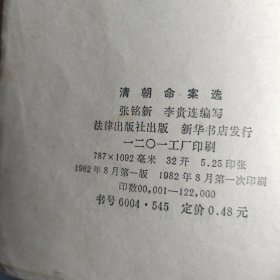 清朝命案选
张铭新 李贵连编写
法律出版社出版 新华书店发行
一二〇一工厂印刷
787×1092毫米 32开 5.25印张
1982年8月第一版 1982年8月第一次印刷
印数00,001—122,000
书号6004·545 定价0.48元